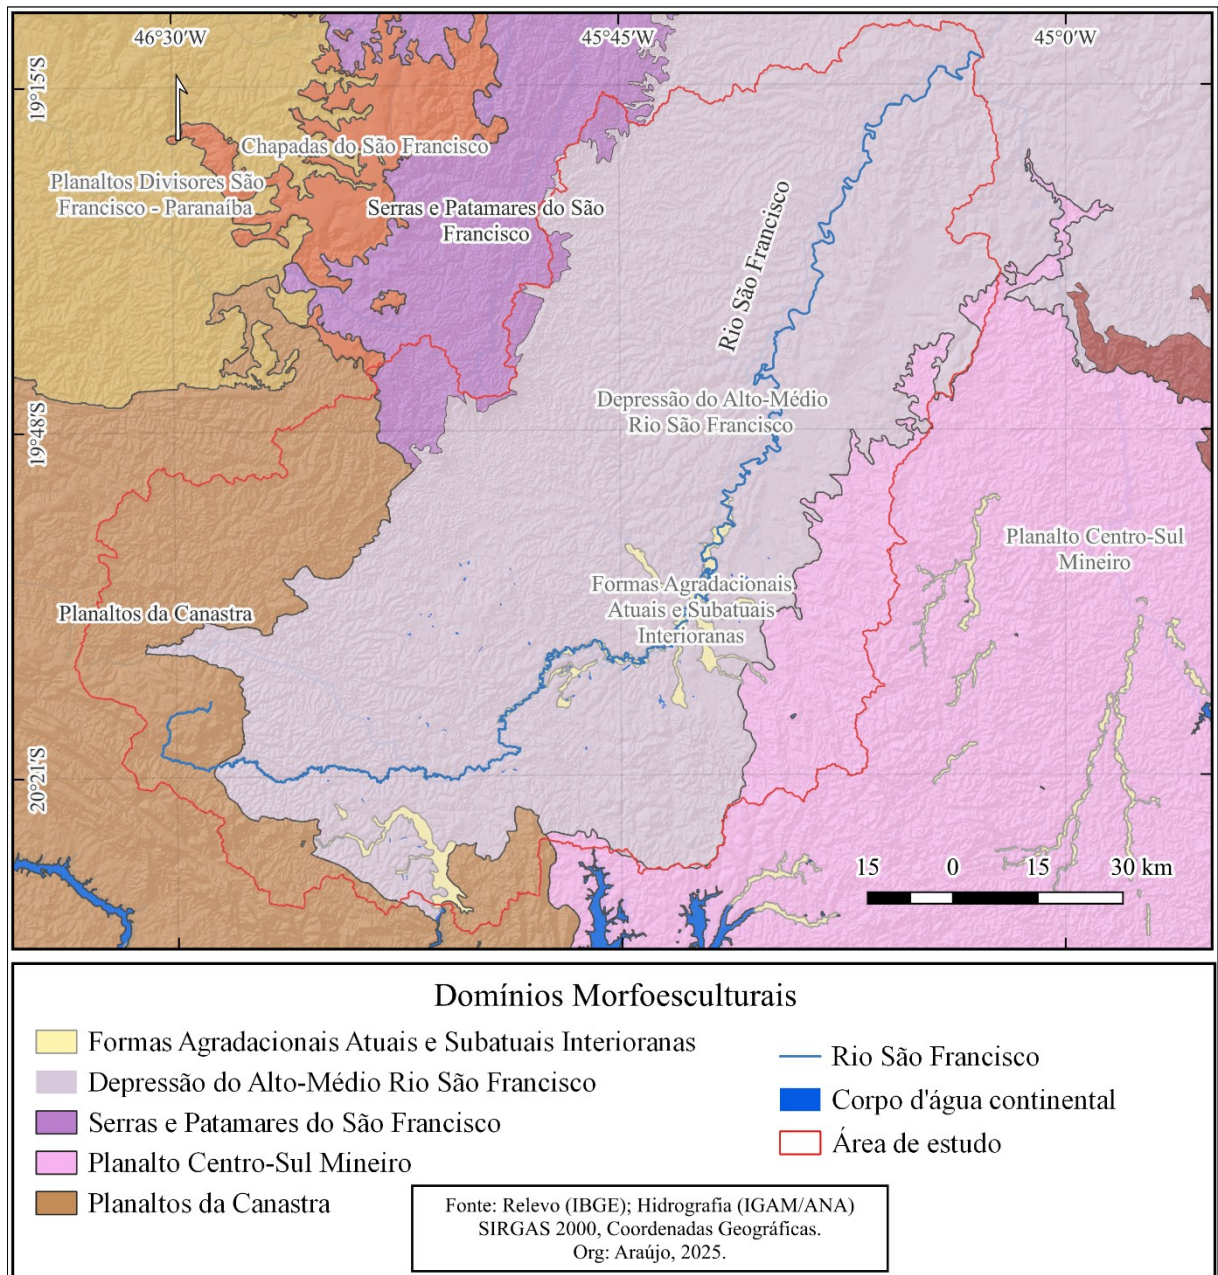 46°30'W
45°45'W
45°0'W
19°15'S
Chapadas do São Francisco
Planaltos Divisores São
Francisco - Paranaíba
Serras e Patamares do São
Francisco
Rio São Francisco
Depressão do Alto-Médio
Rio São Francisco
19°48'S
Planalto Centro-Sul
Mineiro
Formas Agradacionais
Atuais e Subatuais
Interioranas
Planaltos da Canastra
20°21'S
15 0 15 30 km
Domínios Morfoesculturais
Formas Agradacionais Atuais e Subatuais Interioranas
Depressão do Alto-Médio Rio São Francisco
Serras e Patamares do São Francisco
Planalto Centro-Sul Mineiro
Planaltos da Canastra
Rio São Francisco
Corpo d'água continental
Área de estudo
Fonte: Relevo (IBGE); Hidrografia (IGAM/ANA)
SIRGAS 2000, Coordenadas Geográficas.
Org: Araújo, 2025.